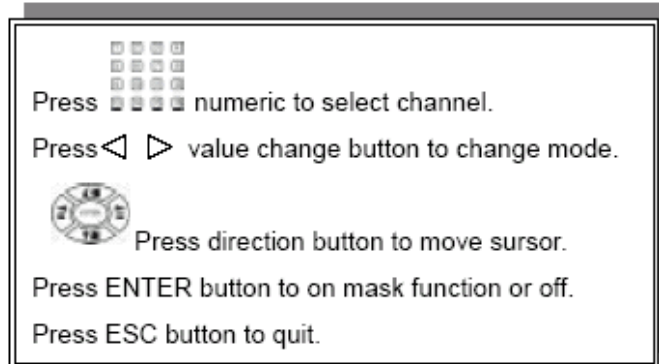 Press numeric to select channel.
Press ◁ ▷ value change button to change mode.
Press direction button to move sursor.
Press ENTER button to on mask function or off.
Press ESC button to quit.